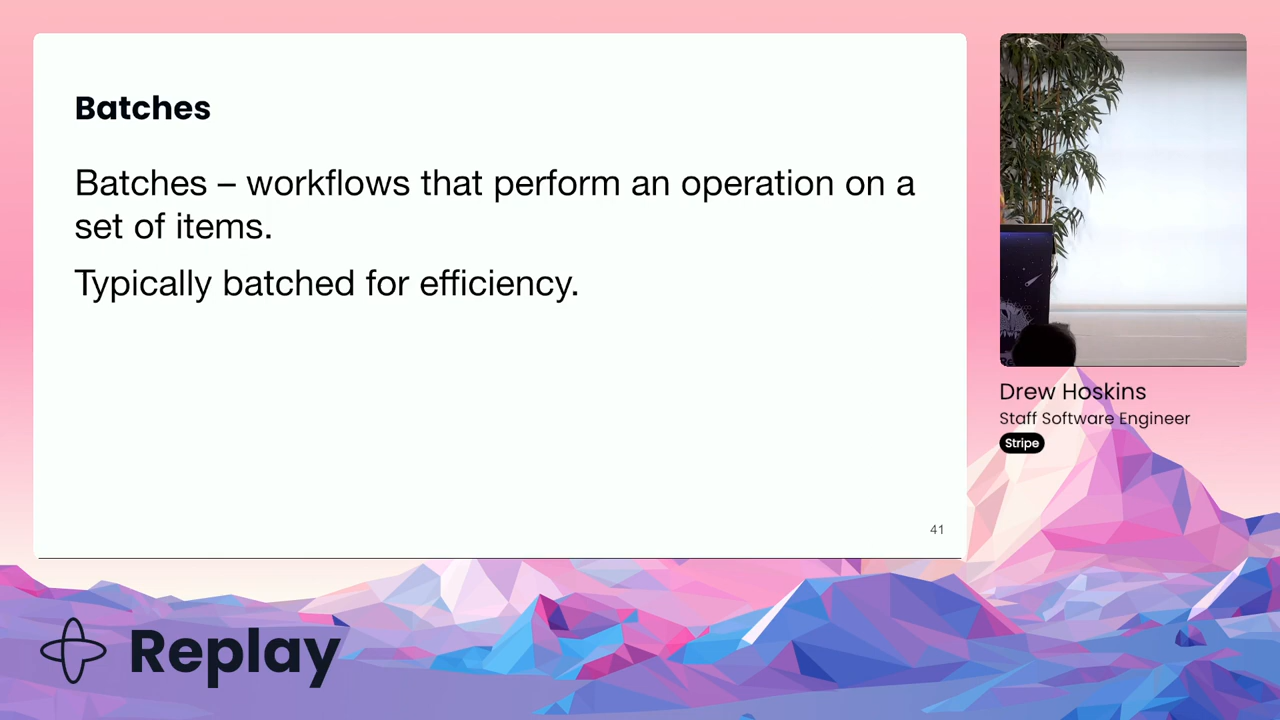 Batches
Batches – workflows that perform an operation on a
set of items.
Typically batched for efficiency.
41
Drew Hoskins
Staff Software Engineer
Stripe
Replay